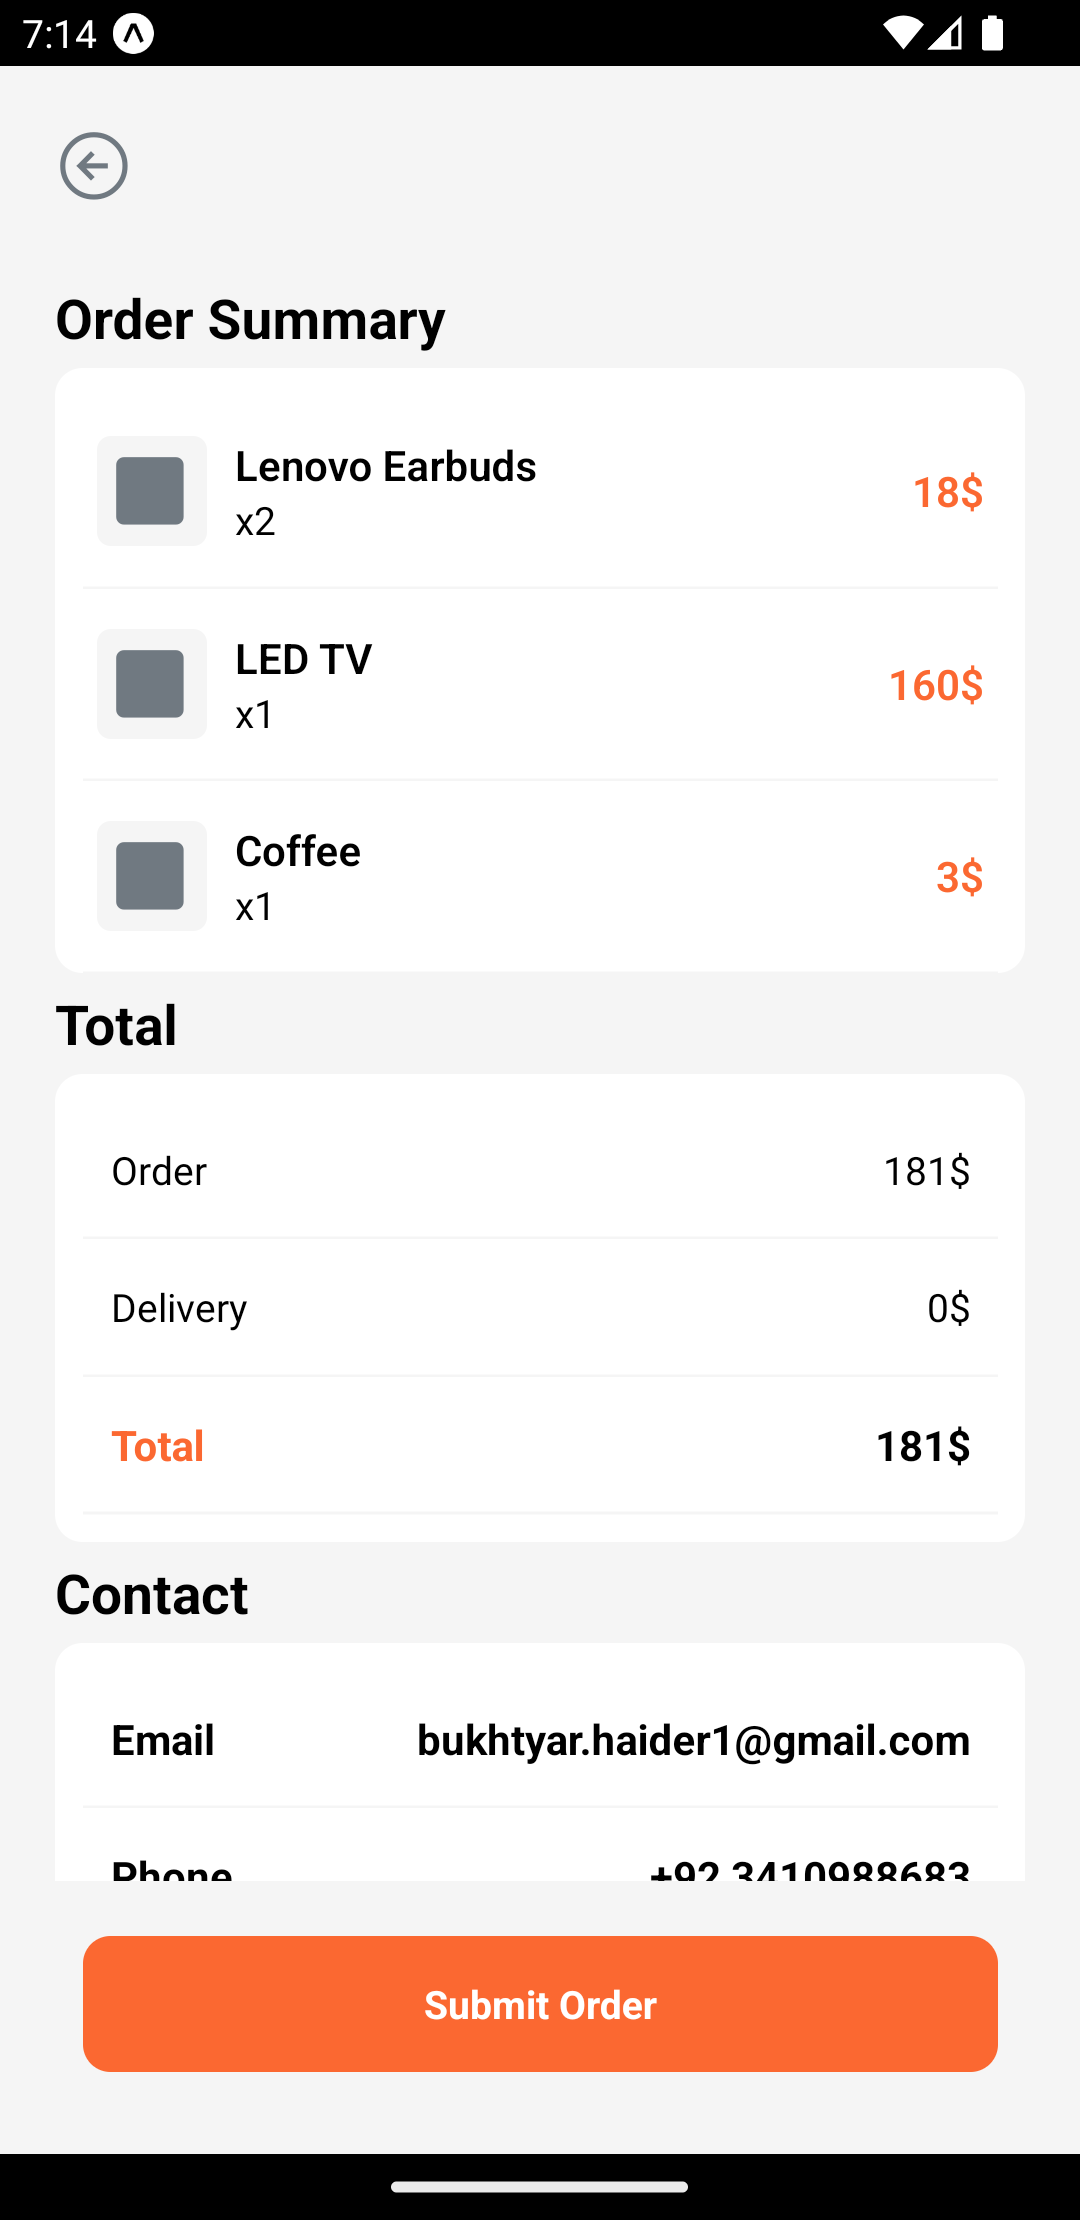 7:14
Order Summary
Lenovo Earbuds
x2
18$
LED TV
x1
160$
Coffee
x1
3$
Total
Order 181$
Delivery 0$
Total 181$
Contact
Email bukhtyar.haider1@gmail.com
Phone +92 3410988683
Submit Order